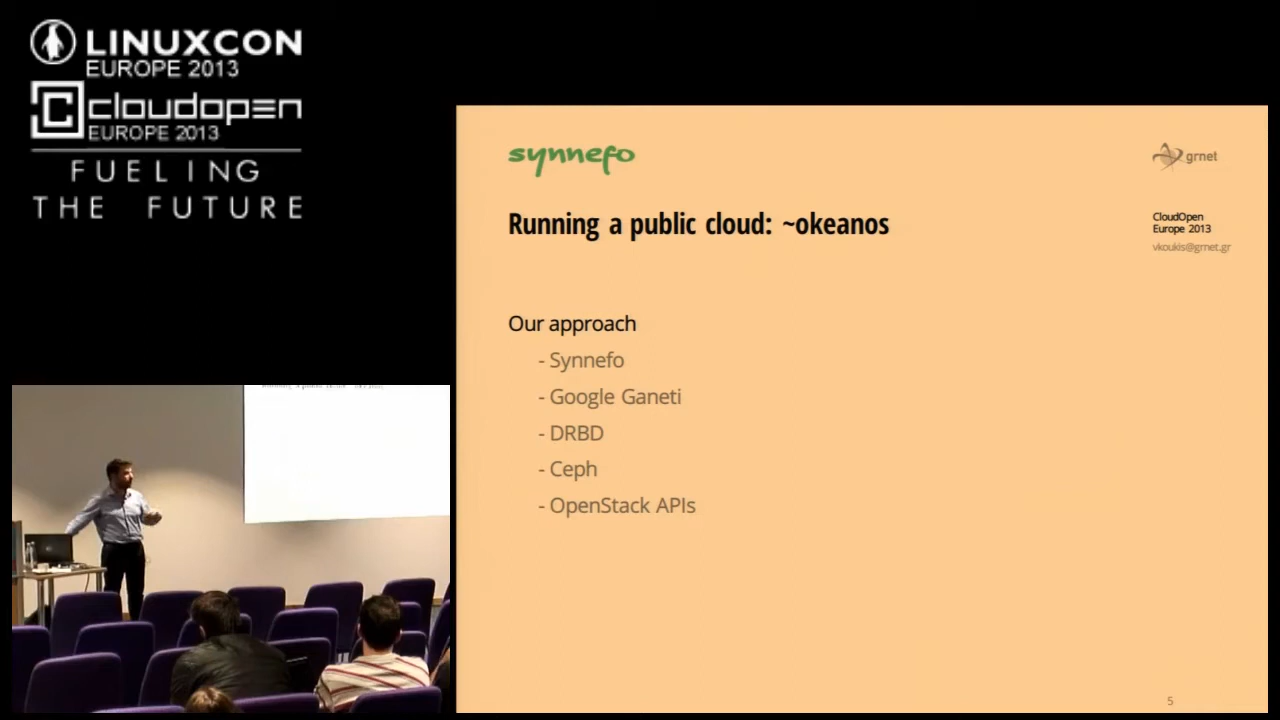 LINUXCON
EUROPE 2013
cloudopen
EUROPE 2013
FUELING
THE FUTURE
synnefo
grnet
Running a public cloud: ~okeanos
CloudOpen
Europe 2013
vkoukis@grnet.gr
Our approach
- Synnefo
- Google Ganeti
- DRBD
- Ceph
- OpenStack APIs
5